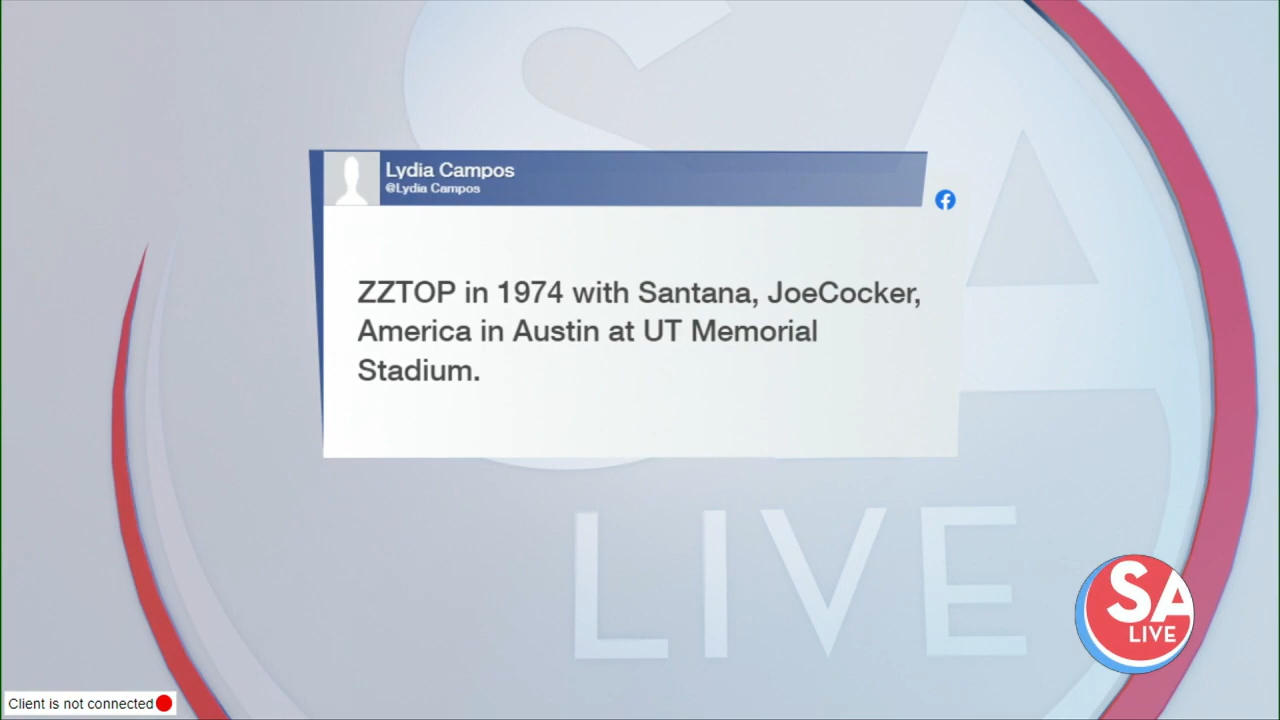 Lydia Campos
@Lydia Campos
ZZTOP in 1974 with Santana, JoeCocker,
America in Austin at UT Memorial
Stadium.
SA
LIVE
SA
LIVE
Client is not connected